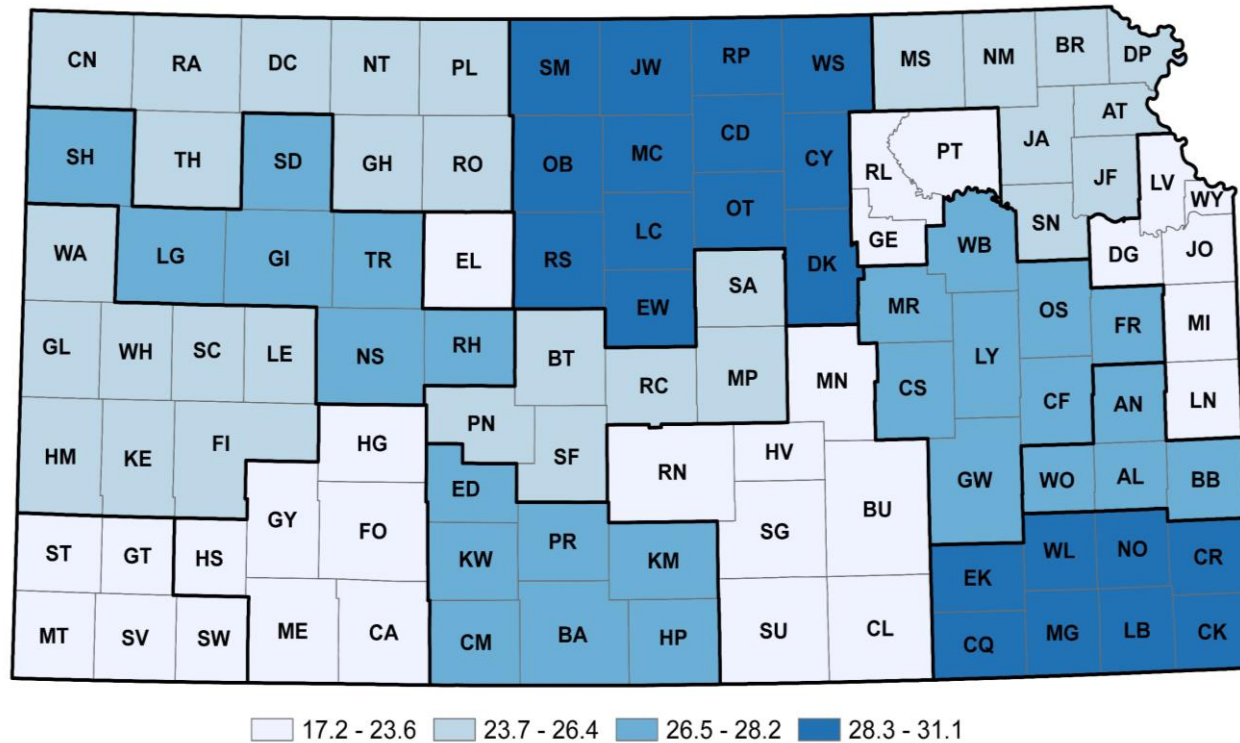 CN RA DC NT PL SM JW RP WS MS NM BR DP
SH TH SD GH RO OB MC CD CY RL PT JA AT
JF LV WY
WA LG GI TR EL RS LC OT DK GE WB SN DG JO
SA
EW
GL WH SC LE NS RH BT RC MP MN MR LY OS FR MI
CS CF AN LN
HM KE FI HG PN SF RN HV GW WO AL BB
ED BU
GY FO SG
ST GT HS KW PR KM EK WL NO CR
MT SV SW ME CA CM BA HP SU CL CQ MG LB CK
17.2 - 23.6 23.7 - 26.4 26.5 - 28.2 28.3 - 31.1